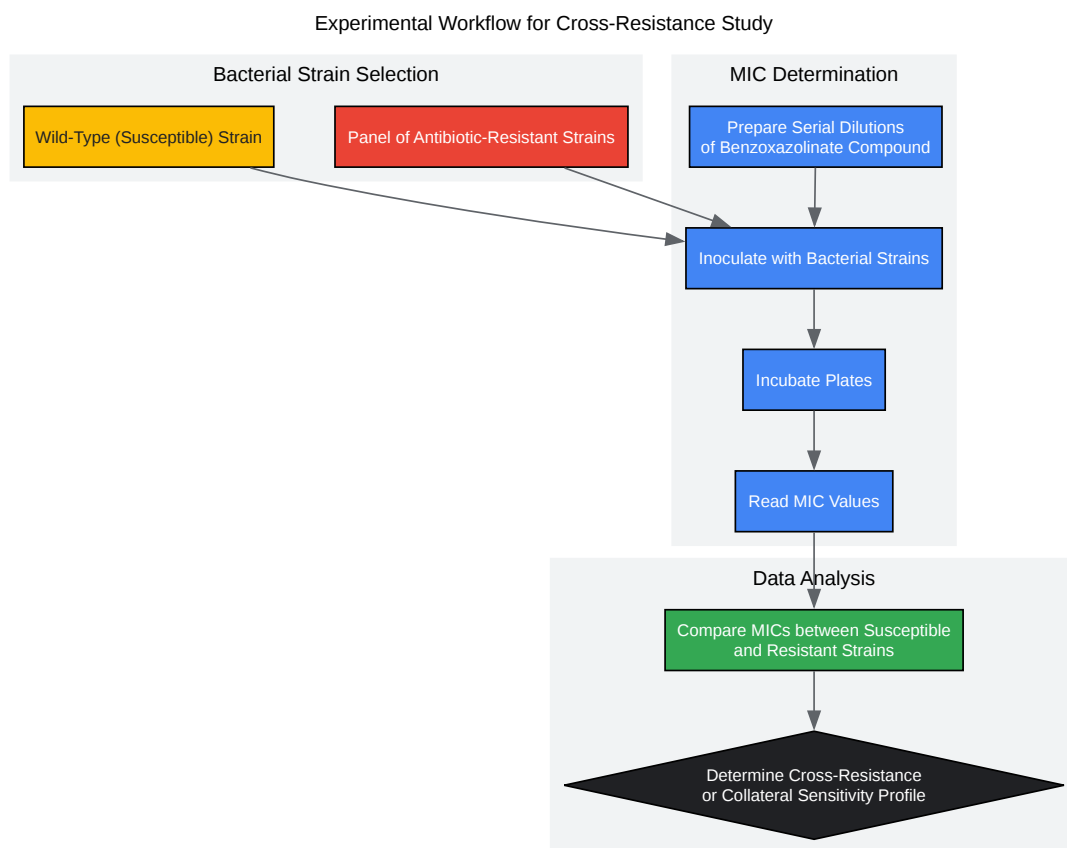 Experimental Workflow for Cross-Resistance Study
Bacterial Strain Selection
Wild-Type (Susceptible) Strain
Panel of Antibiotic-Resistant Strains
MIC Determination
Prepare Serial Dilutions
of Benzoxazolinate Compound
Inoculate with Bacterial Strains
Incubate Plates
Read MIC Values
Data Analysis
Compare MICs between Susceptible
and Resistant Strains
Determine Cross-Resistance
or Collateral Sensitivity Profile